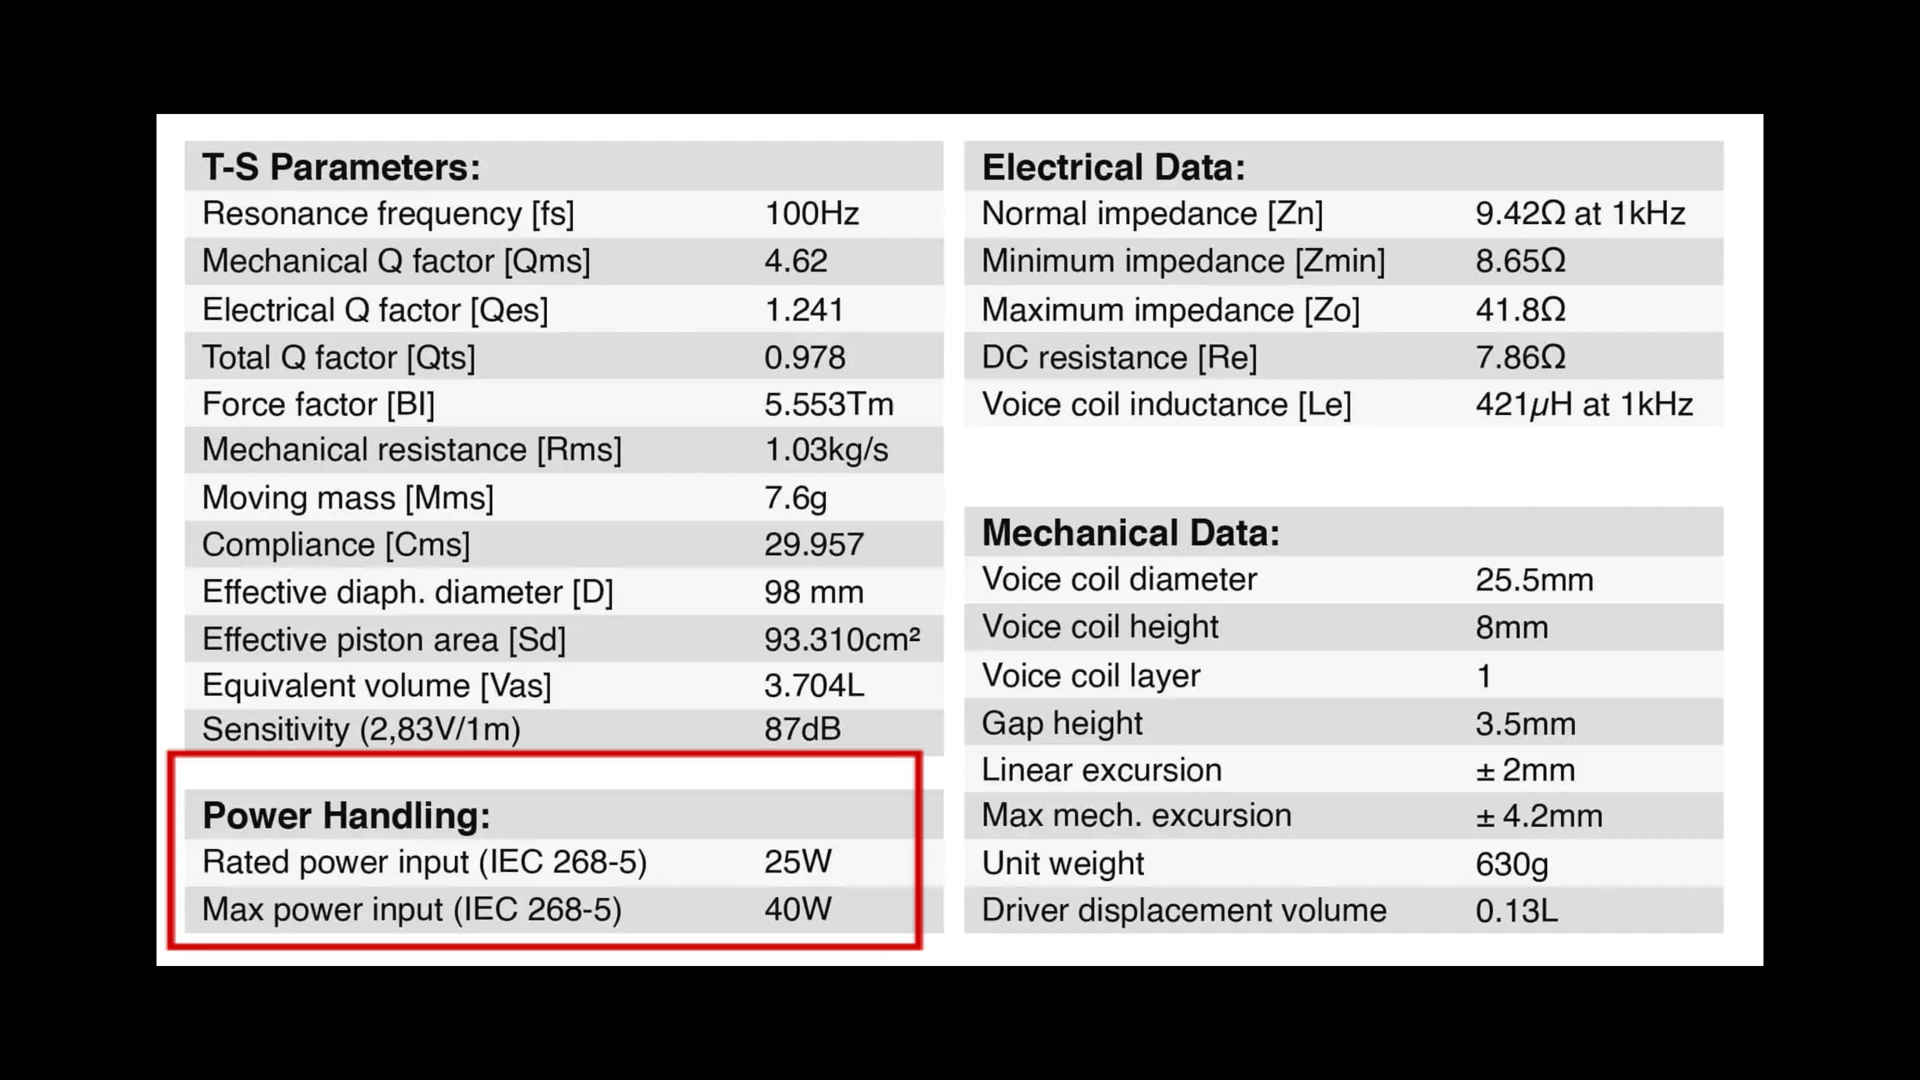 T-S Parameters:
Resonance frequency [fs] 100Hz
Mechanical Q factor [Qms] 4.62
Electrical Q factor [Qes] 1.241
Total Q factor [Qts] 0.978
Force factor [Bl] 5.553Tm
Mechanical resistance [Rms] 1.03kg/s
Moving mass [Mms] 7.6g
Compliance [Cms] 29.957
Effective diaph. diameter [D] 98 mm
Effective piston area [Sd] 93.310cm²
Equivalent volume [Vas] 3.704L
Sensitivity (2,83V/1m) 87dB
Power Handling:
Rated power input (IEC 268-5) 25W
Max power input (IEC 268-5) 40W
Electrical Data:
Normal impedance [Zn] 9.42Ω at 1kHz
Minimum impedance [Zmin] 8.65Ω
Maximum impedance [Zo] 41.8Ω
DC resistance [Re] 7.86Ω
Voice coil inductance [Le] 421µH at 1kHz
Mechanical Data:
Voice coil diameter 25.5mm
Voice coil height 8mm
Voice coil layer 1
Gap height 3.5mm
Linear excursion ± 2mm
Max mech. excursion ± 4.2mm
Unit weight 630g
Driver displacement volume 0.13L